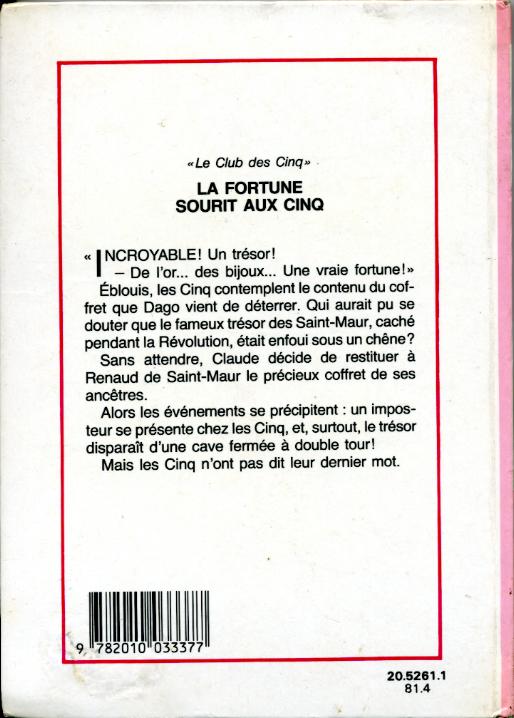 «Le Club des Cinq»
LA FORTUNE
SOURIT AUX CINQ
« INCROYABLE! Un trésor!
– De l'or... des bijoux... Une vraie fortune!»
Éblouis, les Cinq contemplent le contenu du cof-
fret que Dago vient de déterrer. Qui aurait pu se
douter que le fameux trésor des Saint-Maur, caché
pendant la Révolution, était enfoui sous un chêne?
Sans attendre, Claude décide de restituer à
Renaud de Saint-Maur le précieux coffret de ses
ancêtres.
Alors les événements se précipitent : un impos-
teur se présente chez les Cinq, et, surtout, le trésor
disparaît d'une cave fermée à double tour!
Mais les Cinq n'ont pas dit leur dernier mot.
9 782010 033377
20.5261.1
81.4